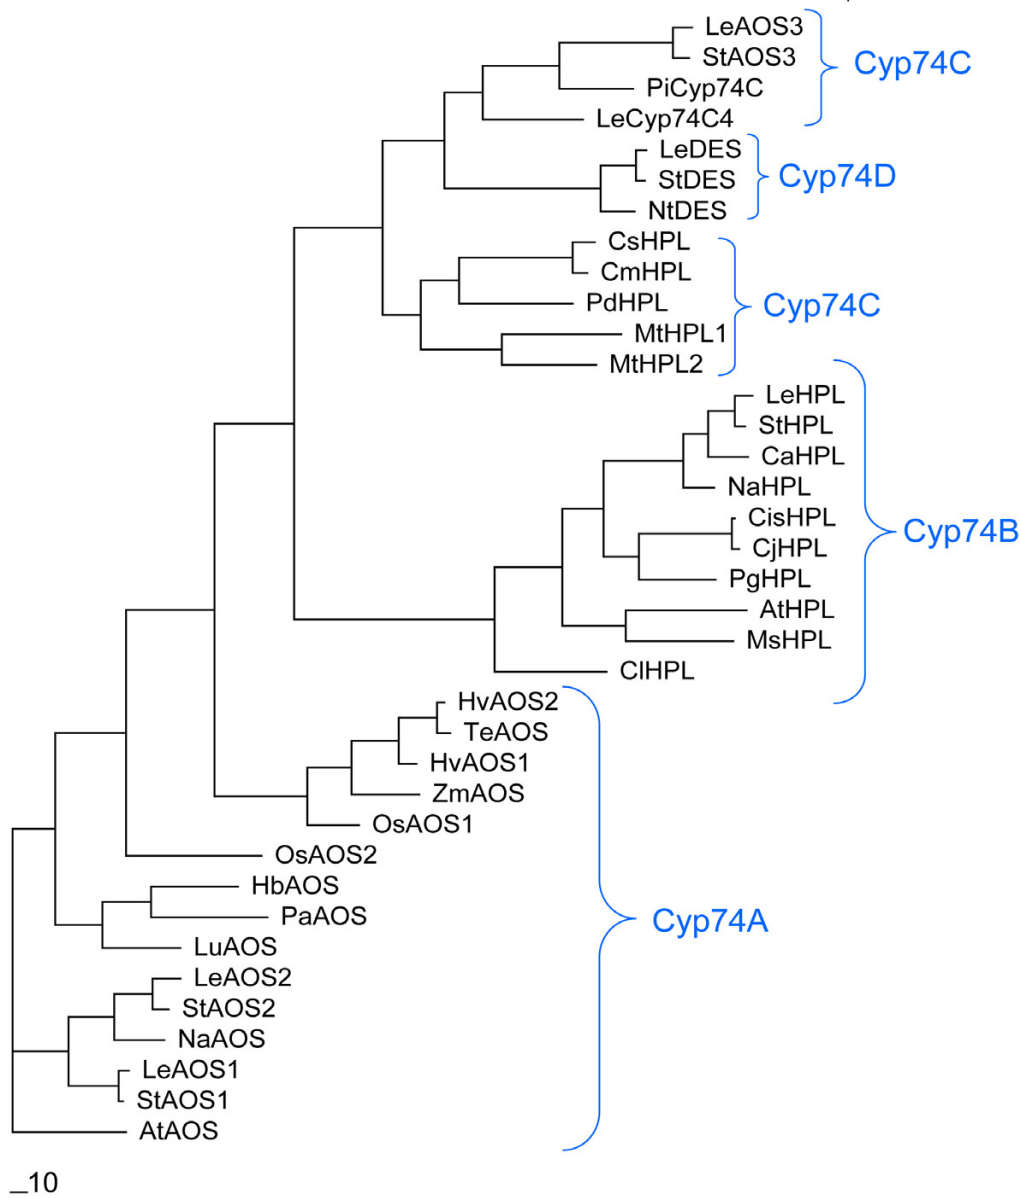 LeAOS3
StAOS3
Cyp74C
PiCyp74C
LeCyp74C4
LeDES
StDES
Cyp74D
NtDES
CsHPL
CmHPL
PdHPL
Cyp74C
MtHPL1
MtHPL2
LeHPL
StHPL
CaHPL
NaHPL
CisHPL
Cyp74B
CjHPL
PgHPL
AtHPL
MsHPL
ClHPL
HvAOS2
TeAOS
HvAOS1
ZmAOS
OsAOS1
OsAOS2
HbAOS
PaAOS
Cyp74A
LuAOS
LeAOS2
StAOS2
NaAOS
LeAOS1
StAOS1
AtAOS
10